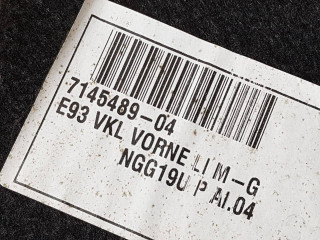 7145489-04
E93 VKL VORNE LI M-G
NGG19U P AI.04